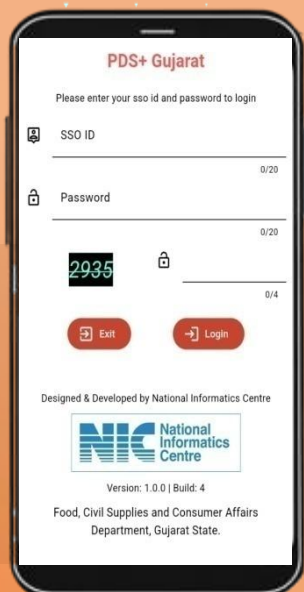 PDS+ Gujarat
Please enter your sso id and password to login
SSO ID
0/20
Password
0/20
2935
0/4
Exit
Login
Designed & Developed by National Informatics Centre
NIC National
Informatics
Centre
Version: 1.0.0 | Build: 4
Food, Civil Supplies and Consumer Affairs
Department, Gujarat State.